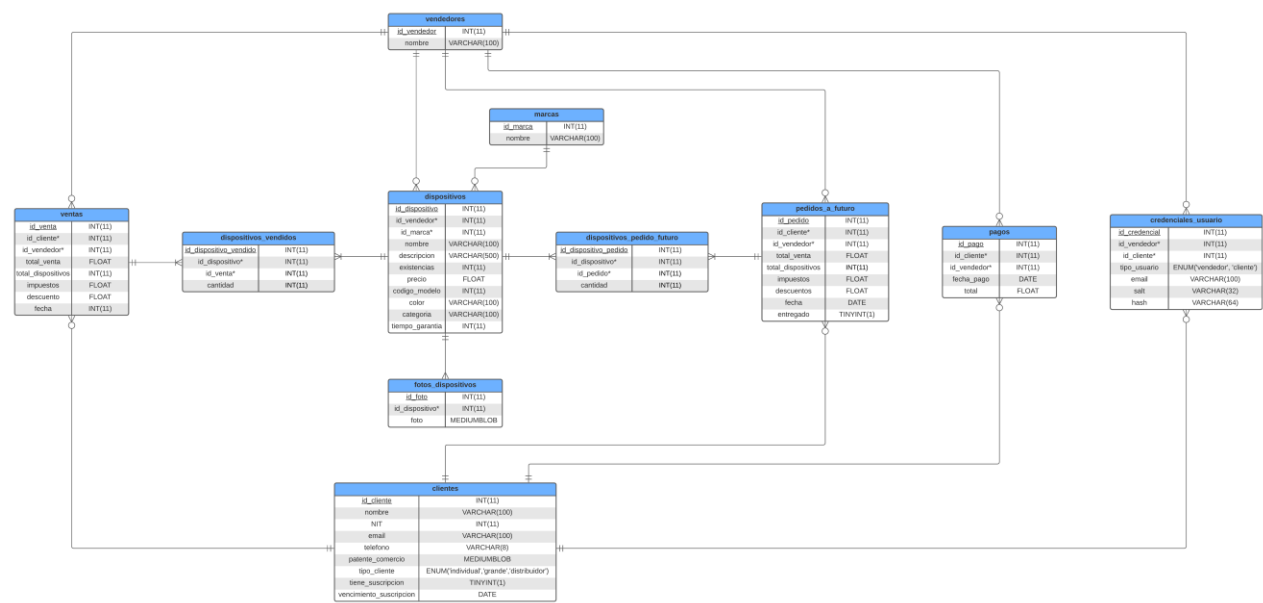 vendedores
id_vendedor INT(11)
nombre VARCHAR(100)
marcas
id_marca INT(11)
nombre VARCHAR(100)
dispositivos
id_dispositivo INT(11)
id_vendedor* INT(11)
id_marca* INT(11)
nombre VARCHAR(100)
descripcion VARCHAR(500)
existencias INT(11)
precio FLOAT
codigo_modelo INT(11)
color VARCHAR(100)
categoria VARCHAR(100)
tiempo_garantia INT(11)
ventas
id_venta INT(11)
id_cliente* INT(11)
id_vendedor* INT(11)
total_venta FLOAT
total_dispositivos INT(11)
impuestos FLOAT
descuento FLOAT
fecha INT(11)
dispositivos_vendidos
id_dispositivo_vendido INT(11)
id_dispositivo* INT(11)
id_venta* INT(11)
cantidad INT(11)
dispositivos_pedido_futuro
id_dispositivo_pedido INT(11)
id_dispositivo* INT(11)
id_pedido* INT(11)
cantidad INT(11)
pedidos_a_futuro
id_pedido INT(11)
id_cliente* INT(11)
id_vendedor* INT(11)
total_venta FLOAT
total_dispositivos INT(11)
impuestos FLOAT
descuentos FLOAT
fecha DATE
entregado TINYINT(1)
pagos
id_pago INT(11)
id_cliente* INT(11)
id_vendedor* INT(11)
fecha_pago DATE
total FLOAT
credenciales_usuario
id_credencial INT(11)
id_vendedor* INT(11)
id_cliente* INT(11)
tipo_usuario ENUM('vendedor', 'cliente')
email VARCHAR(100)
salt VARCHAR(32)
hash VARCHAR(64)
fotos_dispositivos
id_foto INT(11)
id_dispositivo* INT(11)
foto MEDIUMBLOB
clientes
id_cliente INT(11)
nombre VARCHAR(100)
NIT INT(11)
email VARCHAR(100)
telefono VARCHAR(8)
patente_comercio MEDIUMBLOB
tipo_cliente ENUM('individual','grande','distribuidor')
tiene_suscripcion TINYINT(1)
vencimiento_suscripcion DATE